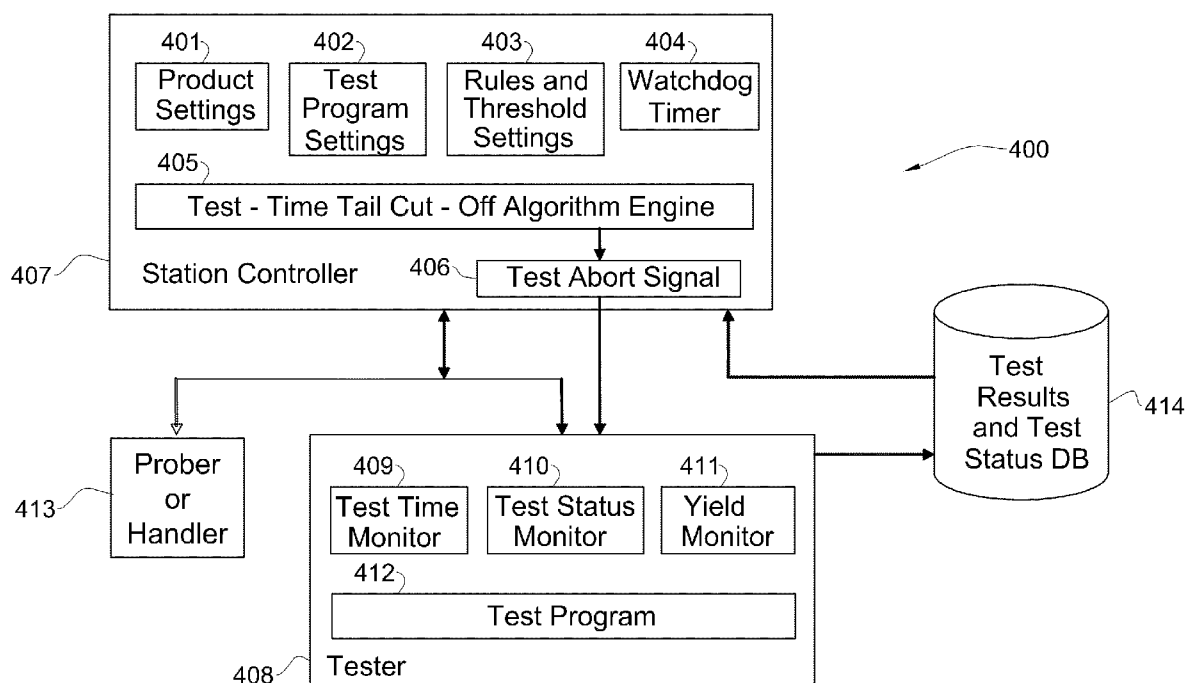 401
402
403
404
Product
Settings
Test
Program
Settings
Rules and
Threshold
Settings
Watchdog
Timer
400
405
Test - Time Tail Cut - Off Algorithm Engine
407
Station Controller
406
Test Abort Signal
Test
Results
and Test
Status DB
414
413
Prober
or
Handler
409
410
411
Test Time
Monitor
Test Status
Monitor
Yield
Monitor
412
Test Program
408
Tester